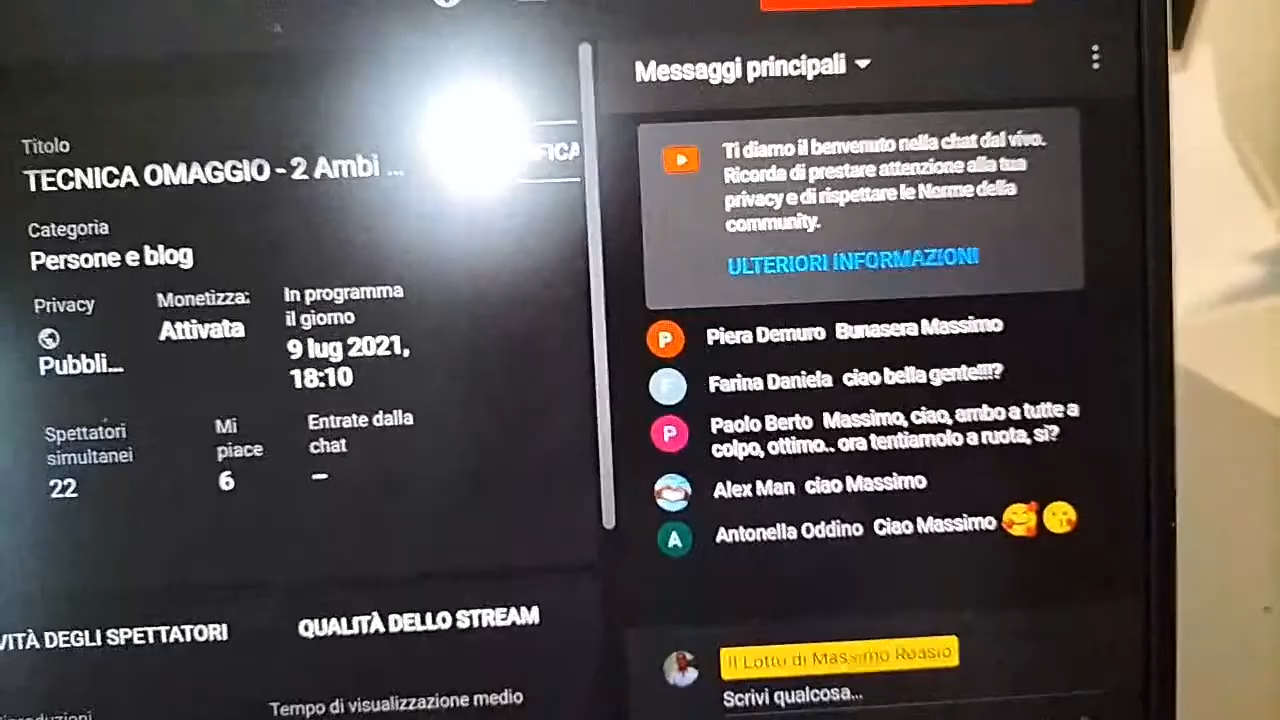 Titolo
TECNICA OMAGGIO - 2 Ambi ...
Categoria
Persone e blog
Privacy
Pubbli...
Monetizza:
Attivata
In programma
il giorno
9 lug 2021,
18:10
Spettatori
simultanei
22
Mi
piace
6
Entrate dalla
chat
–
VITÀ DEGLI SPETTATORI
QUALITÀ DELLO STREAM
Tempo di visualizzazione medio
Messaggi principali
Ti diamo il benvenuto nella chat dal vivo.
Ricorda di prestare attenzione alla tua
privacy e di rispettare le Norme della
community.
ULTERIORI INFORMAZIONI
P Piera Demuro Bunasera Massimo
F Farina Daniela ciao bella gente!!!!?
P Paolo Berto Massimo, ciao, ambo a tutte a
colpo, ottimo.. ora tentiamolo a ruota, si?
Alex Man ciao Massimo
A Antonella Oddino Ciao Massimo 🥰😘
Il Lotto di Massimo Reasio
Scrivi qualcosa...